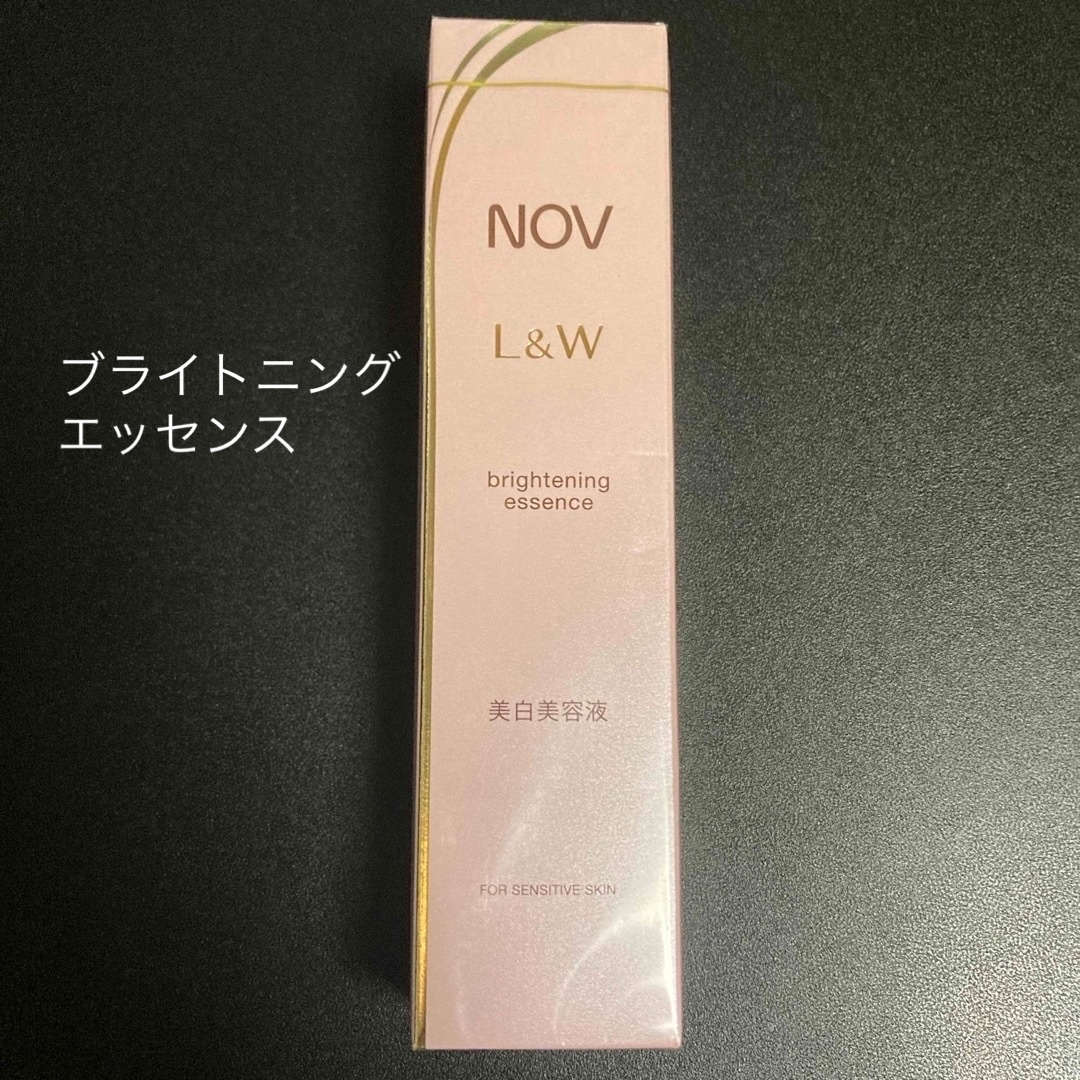 NOV
L&W
ブライトニング
エッセンス
brightening
essence
美白美容液
FOR SENSITIVE SKIN